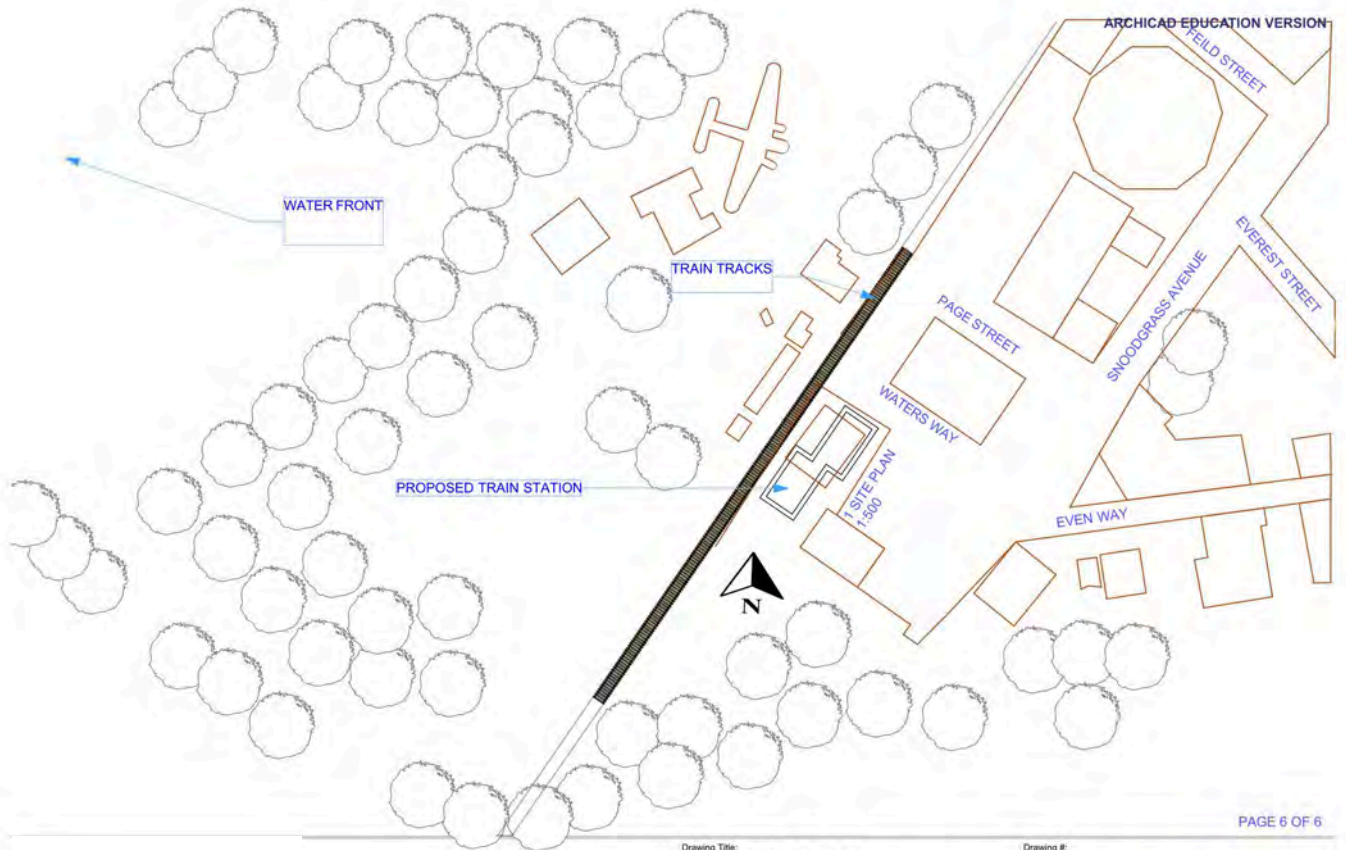 ARCHICAD EDUCATION VERSION
FEILD STREET
WATER FRONT
EVEREST STREET
TRAIN TRACKS
SNOODGRASS AVENUE
PAGE STREET
WATERS WAY
PROPOSED TRAIN STATION
1 SITE PLAN
1:500
EVEN WAY
N
PAGE 6 OF 6
Drawing Title:
Drawing #: